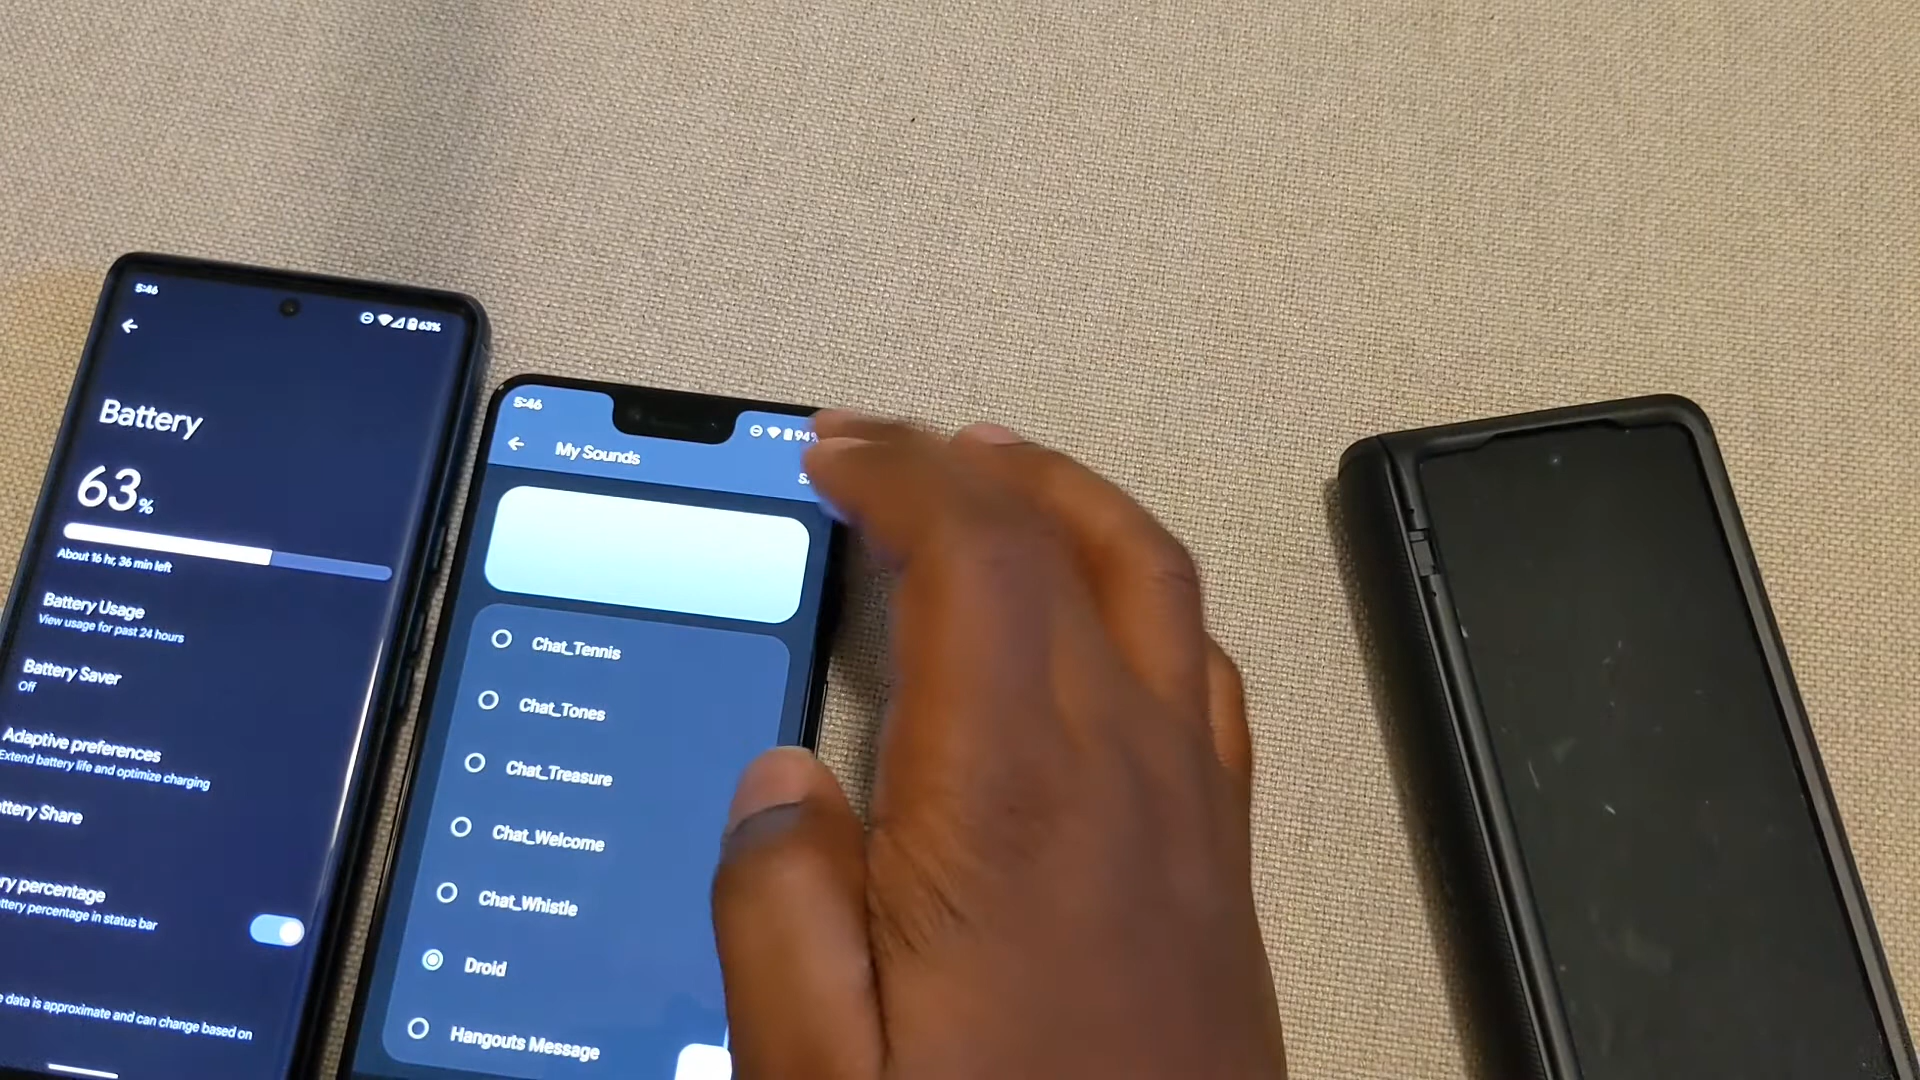 5:46
63%
Battery
63%
About 16 hr, 36 min left
Battery Usage
View usage for past 24 hours
Battery Saver
Off
Adaptive preferences
Extend battery life and optimize charging
ttery Share
ry percentage
ttery percentage in status bar
data is approximate and can change based on
5:46
94%
My Sounds
Chat_Tennis
Chat_Tones
Chat_Treasure
Chat_Welcome
Chat_Whistle
Droid
Hangouts Message